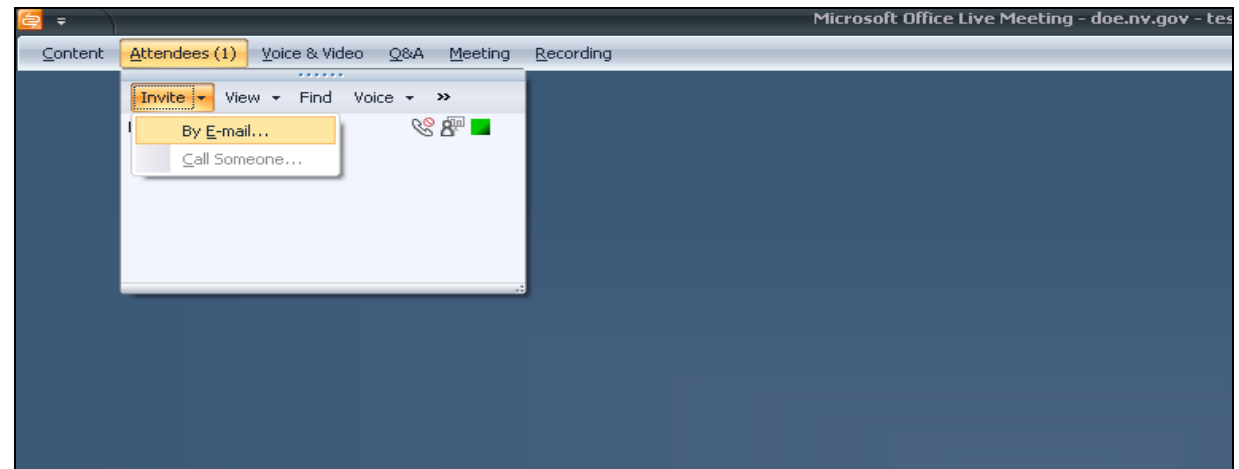 Microsoft Office Live Meeting - doe.nv.gov - tes
Content Attendees (1) Voice & Video Q&A Meeting Recording
Invite View Find Voice »
By E-mail...
Call Someone...